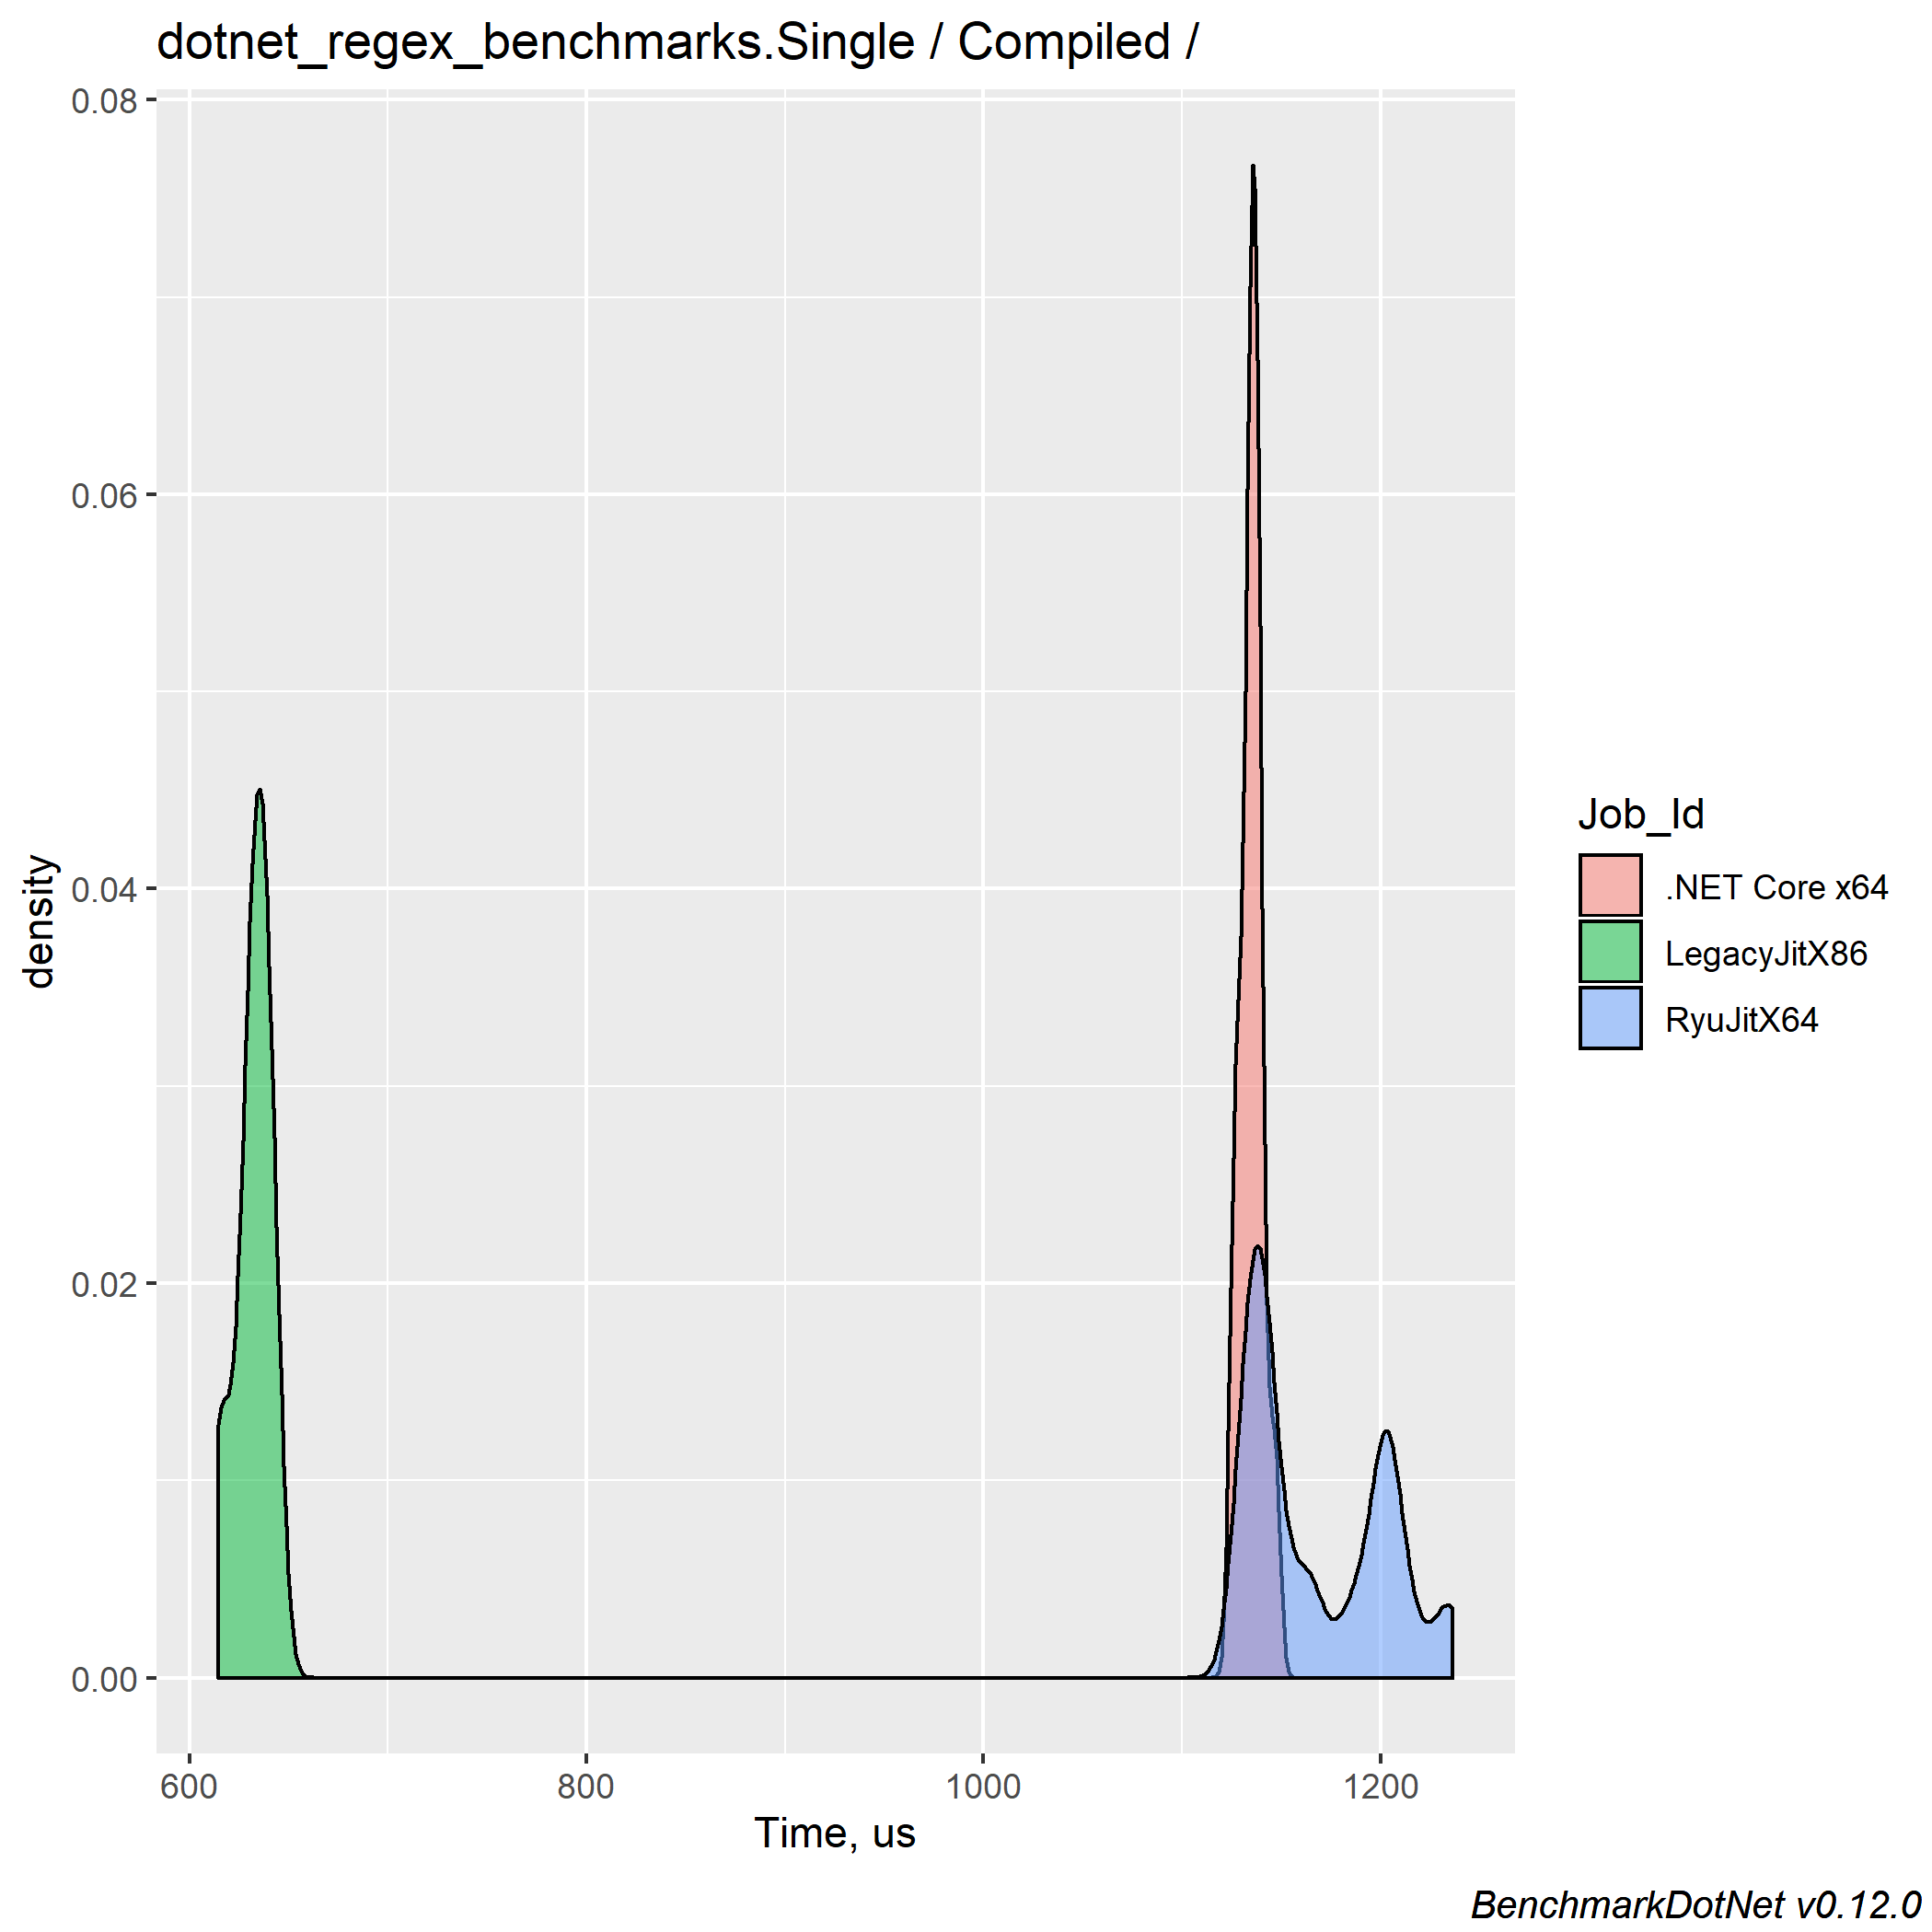 dotnet_regex_benchmarks.Single / Compiled /
0.08
0.06
0.04
0.02
0.00
density
600 800 1000 1200
Time, us
Job_Id
.NET Core x64
LegacyJitX86
RyuJitX64
BenchmarkDotNet v0.12.0